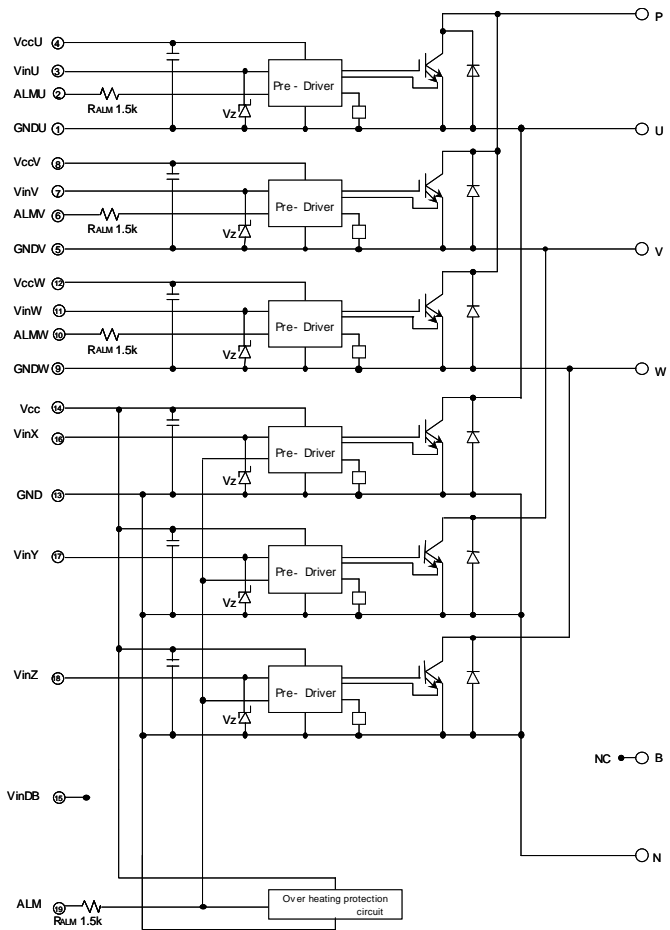 P
VccU 4
VinU 3
Pre- Driver
ALMU 2
RALM 1.5k
Vz
GNDU 1
U
VccV 8
VinV 7
Pre- Driver
ALMV 6
RALM 1.5k
Vz
GNDV 5
V
VccW 12
VinW 11
Pre- Driver
ALMW 10
RALM 1.5k
Vz
GNDW 9
W
Vcc 14
VinX 16
Pre- Driver
Vz
GND 13
VinY 17
Pre- Driver
Vz
VinZ 18
Pre- Driver
Vz
NC B
VinDB 15
N
ALM 19
RALM 1.5k
Over heating protection
circuit